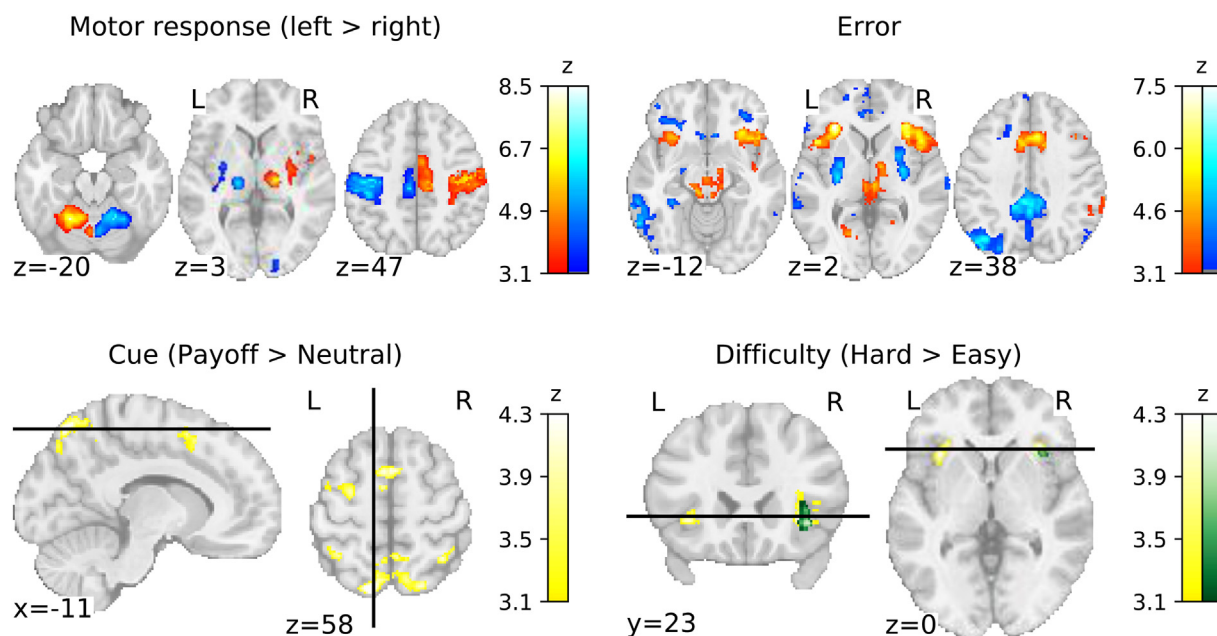 Motor response (left > right)
L R
z
8.5
6.7
4.9
3.1
z=-20 z=3 z=47
Error
L R
z
7.5
6.0
4.6
3.1
z=-12 z=2 z=38
Cue (Payoff > Neutral)
L R
z
4.3
3.9
3.5
3.1
x=-11 z=58
Difficulty (Hard > Easy)
L R L R
z
4.3
3.9
3.5
3.1
y=23 z=0